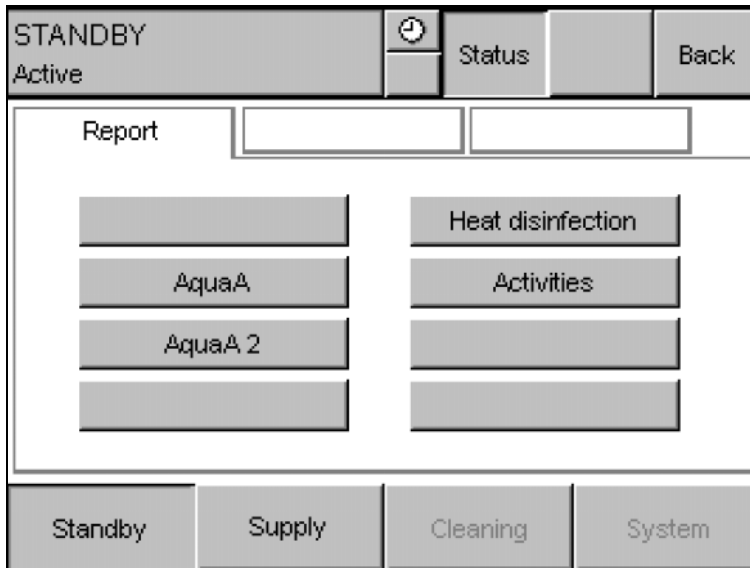 STANDBY
Active
Status
Back
Report
Heat disinfection
AquaA
Activities
AquaA 2
Standby
Supply
Cleaning
System